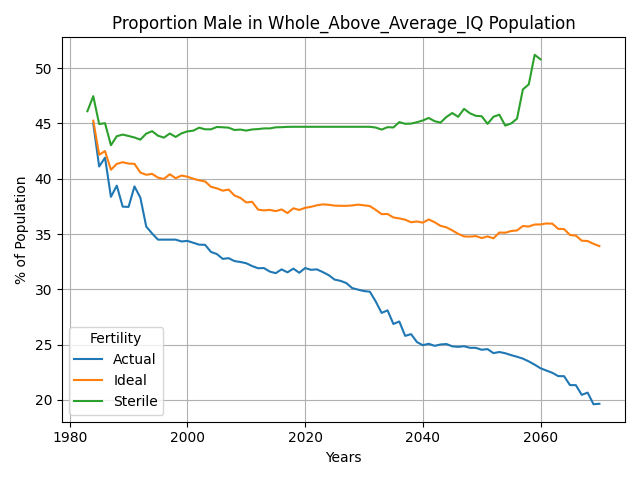 Proportion Male in Whole_Above_Average_IQ Population
% of Population
50
45
40
35
30
25
20
Fertility
Actual
Ideal
Sterile
1980
2000
2020
2040
2060
Years